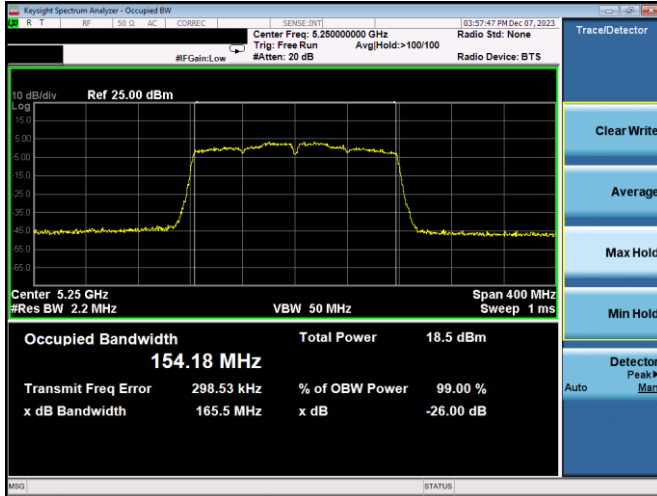 Keysight Spectrum Analyzer - Occupied BW
R T RF 50 Ω AC CORREC SENSE:INT 03:57:47 PM Dec 07, 2023
Center Freq: 5.250000000 GHz Radio Std: None
Trig: Free Run Avg|Hold:>100/100
#IFGain:Low #Atten: 20 dB Radio Device: BTS
Trace/Detector
10 dB/div Ref 25.00 dBm
Log
15.0
5.00
-5.00
-15.0
-25.0
-35.0
-45.0
-55.0
-65.0
Center 5.25 GHz Span 400 MHz
#Res BW 2.2 MHz VBW 50 MHz Sweep 1 ms
Occupied Bandwidth Total Power 18.5 dBm
154.18 MHz
Transmit Freq Error 298.53 kHz % of OBW Power 99.00 %
x dB Bandwidth 165.5 MHz x dB -26.00 dB
Clear Write
Average
Max Hold
Min Hold
Detector
Peak
Auto Man
MSG STATUS